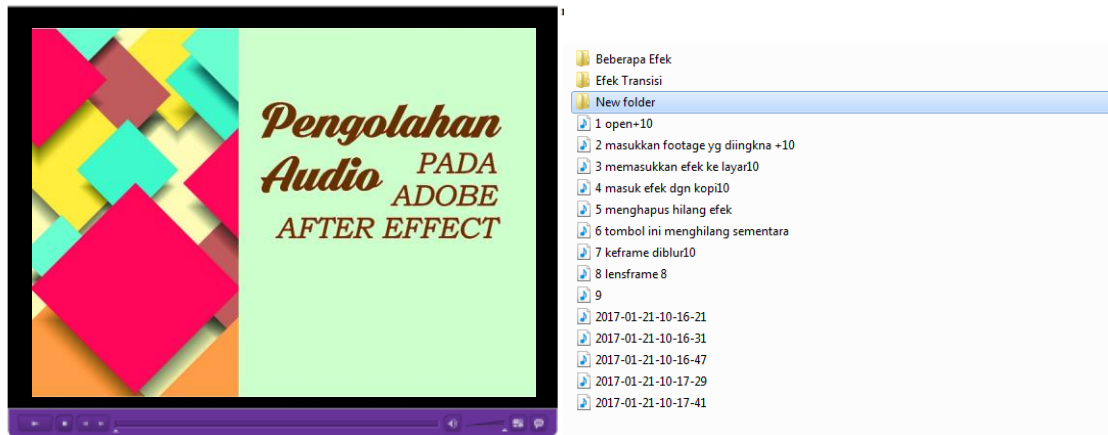 Pengolahan
Audio PADA
ADOBE
AFTER EFFECT
Beberapa Efek
Efek Transisi
New folder
1 open+10
2 masukkan footage yg diingkna +10
3 memasukkan efek ke layar10
4 masuk efek dgn kopi10
5 menghapus hilang efek
6 tombol ini menghilang sementara
7 keframe diblur10
8 lensframe 8
9
2017-01-21-10-16-21
2017-01-21-10-16-31
2017-01-21-10-16-47
2017-01-21-10-17-29
2017-01-21-10-17-41